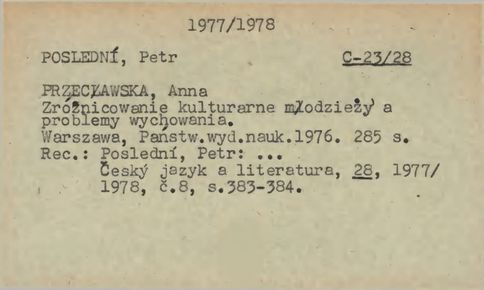 1977/1978
POSLEDNÍ, Petr C-23/28
PRZECŁAWSKA, Anna
Zróżnicowanie kulturarne młodzieży a
problemy wychowania.
Warszawa, Państw.wyd.nauk.1976. 285 s.
Rec.: Poslední, Petr: ...
Český jazyk a literatura, 28, 1977/
1978, č.8, s.383-384.